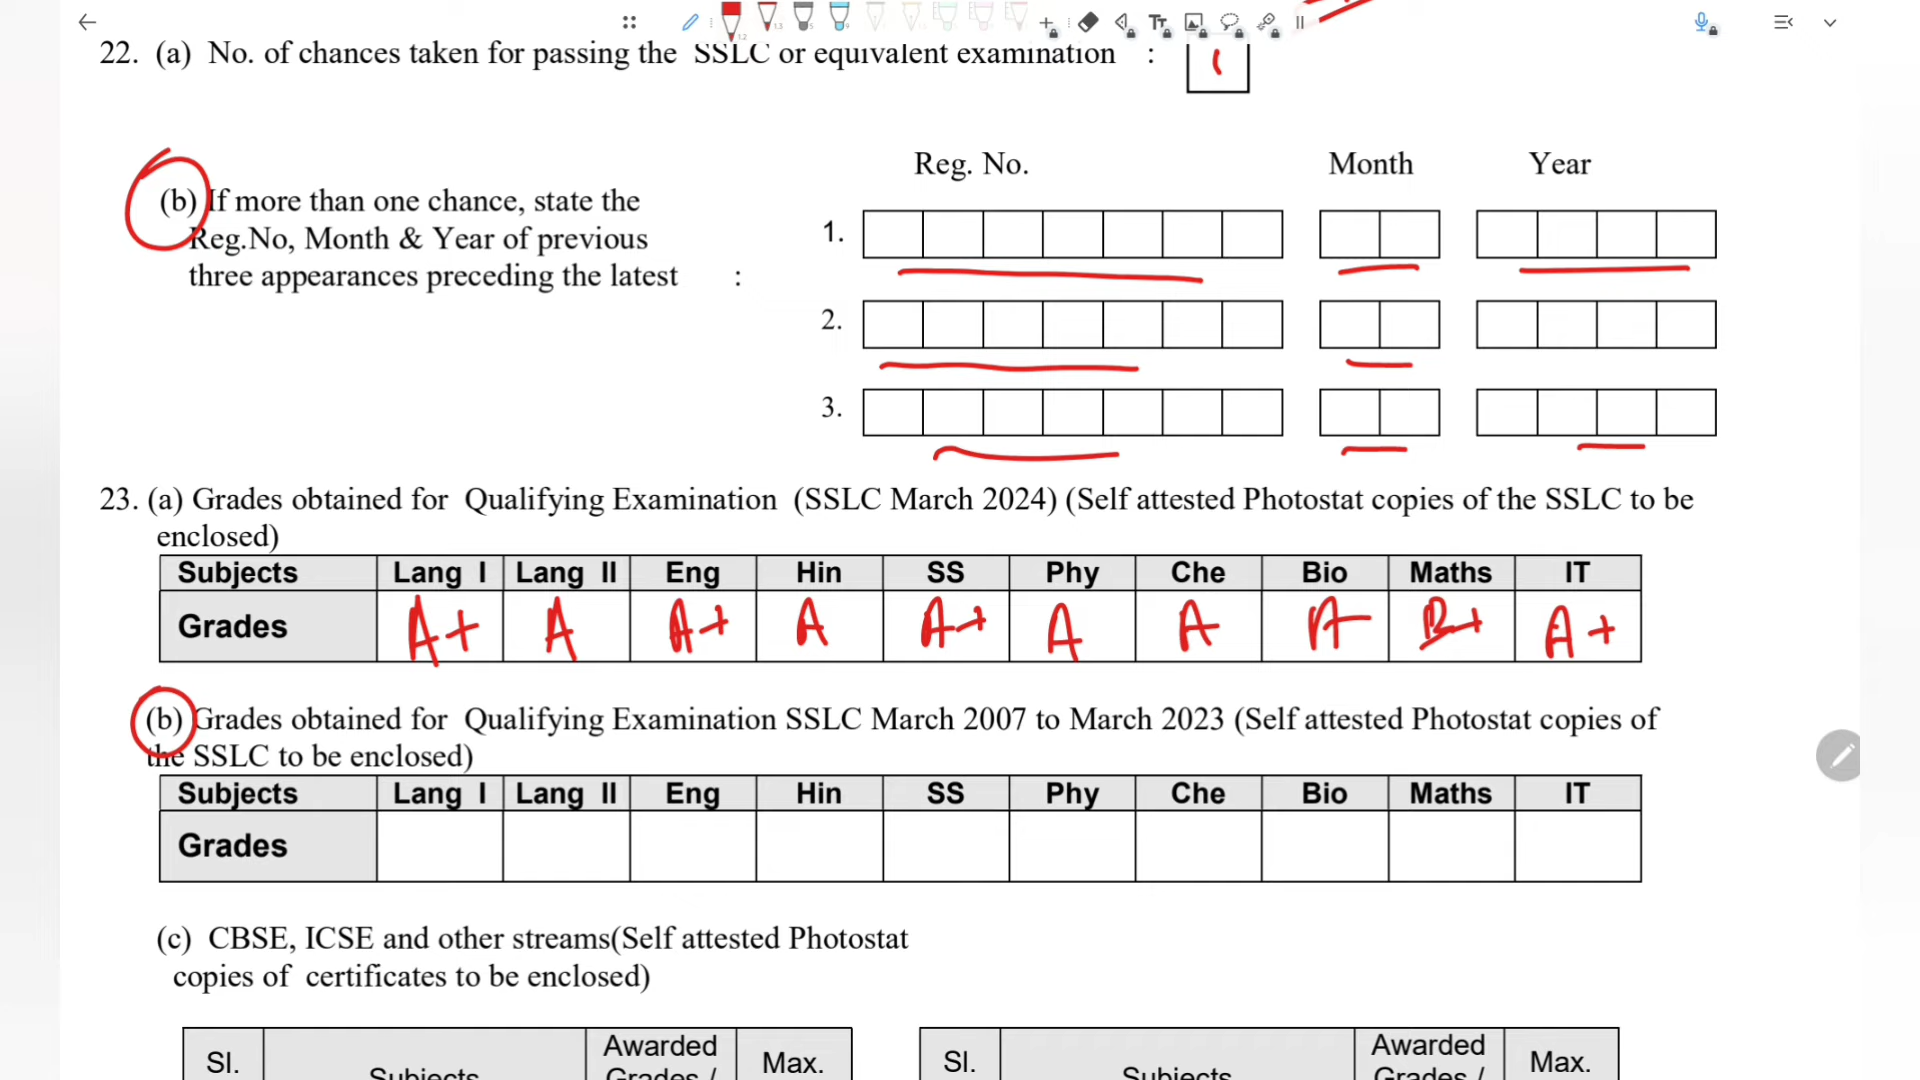 22. (a) No. of chances taken for passing the SSLC or equivalent examination : 1
Reg. No. Month Year
(b) If more than one chance, state the
Reg.No, Month & Year of previous
three appearances preceding the latest :
1.
2.
3.
23. (a) Grades obtained for Qualifying Examination (SSLC March 2024) (Self attested Photostat copies of the SSLC to be
enclosed)
Subjects Lang I Lang II Eng Hin SS Phy Che Bio Maths IT
Grades A+ A A+ A A+ A A A B+ A+
(b) Grades obtained for Qualifying Examination SSLC March 2007 to March 2023 (Self attested Photostat copies of
the SSLC to be enclosed)
Subjects Lang I Lang II Eng Hin SS Phy Che Bio Maths IT
Grades
(c) CBSE, ICSE and other streams(Self attested Photostat
copies of certificates to be enclosed)
Sl. Subjects Awarded Grades / Max. Sl. Subjects Awarded Grades / Max.